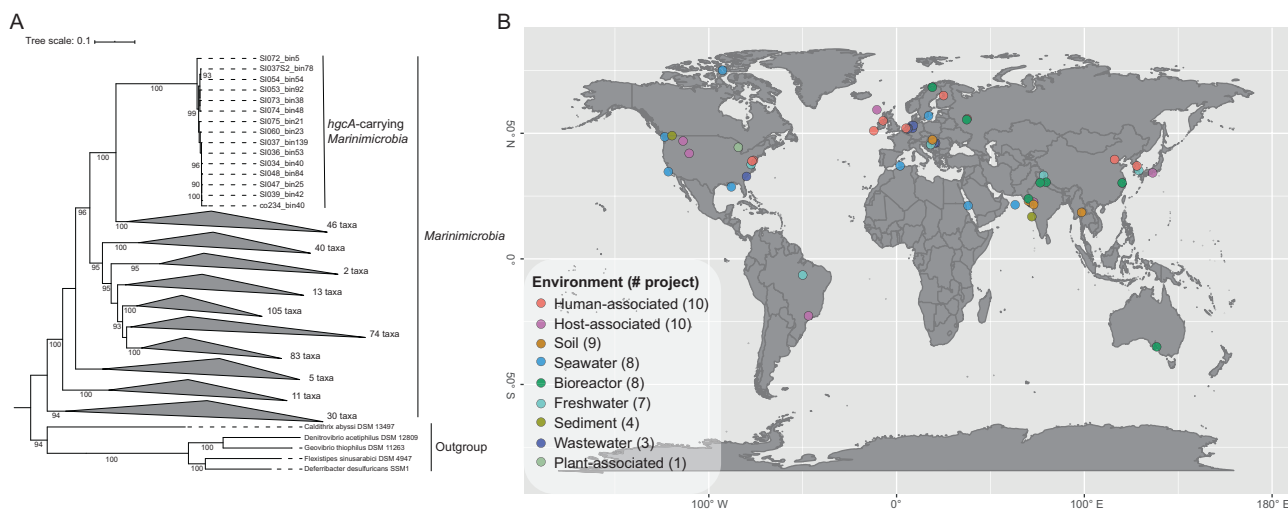 A
Tree scale: 0.1
SI072_bin5
SI037S2_bin78
SI054_bin54
SI053_bin92
SI073_bin38
SI074_bin48
SI075_bin21
SI060_bin23
SI037_bin139
SI036_bin53
SI034_bin40
SI048_bin84
SI047_bin25
SI039_bin42
co234_bin40
93
100
99
96
90
100
hgcA-carrying
Marinimicrobia
100
96
100
46 taxa
100
40 taxa
95
95
2 taxa
95
13 taxa
100
105 taxa
93
74 taxa
100
83 taxa
100
5 taxa
100
11 taxa
94
30 taxa
Marinimicrobia
94
Caldithrix abyssi DSM 13497
Denitrovibrio acetiphilus DSM 12809
100
Geovibrio thiophilus DSM 11263
100
Flexistipes sinusarabici DSM 4947
100
Deferribacter desulfuricans SSM1
Outgroup
B
50°N
0°
50°S
Environment (# project)
Human-associated (10)
Host-associated (10)
Soil (9)
Seawater (8)
Bioreactor (8)
Freshwater (7)
Sediment (4)
Wastewater (3)
Plant-associated (1)
100° W
0°
100° E
180° E